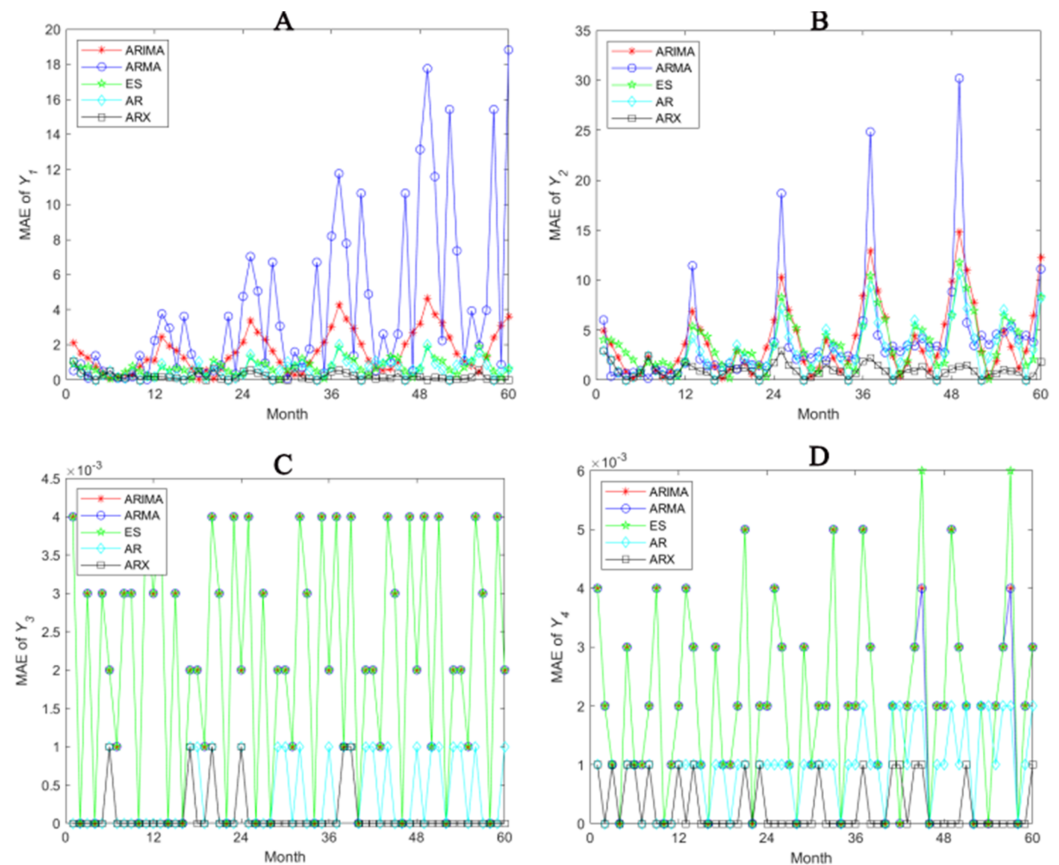 A
20
18
16
14
12
10
8
6
4
2
0
MAE of Y1
0 12 24 36 48 60
Month
ARIMA
ARMA
ES
AR
ARX
B
35
30
25
20
15
10
5
0
MAE of Y2
0 12 24 36 48 60
Month
ARIMA
ARMA
ES
AR
ARX
C
×10-3
4.5
4
3.5
3
2.5
2
1.5
1
0.5
0
MAE of Y3
0 12 24 36 48 60
Month
ARIMA
ARMA
ES
AR
ARX
D
×10-3
6
5
4
3
2
1
0
MAE of Y4
0 12 24 36 48 60
Month
ARIMA
ARMA
ES
AR
ARX